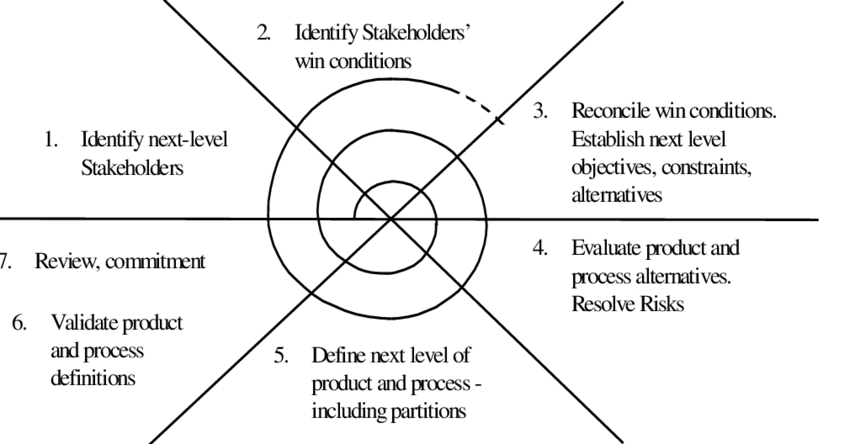 1. Identify next-level
Stakeholders
2. Identify Stakeholders’
win conditions
3. Reconcile win conditions.
Establish next level
objectives, constraints,
alternatives
4. Evaluate product and
process alternatives.
Resolve Risks
5. Define next level of
product and process -
including partitions
6. Validate product
and process
definitions
7. Review, commitment